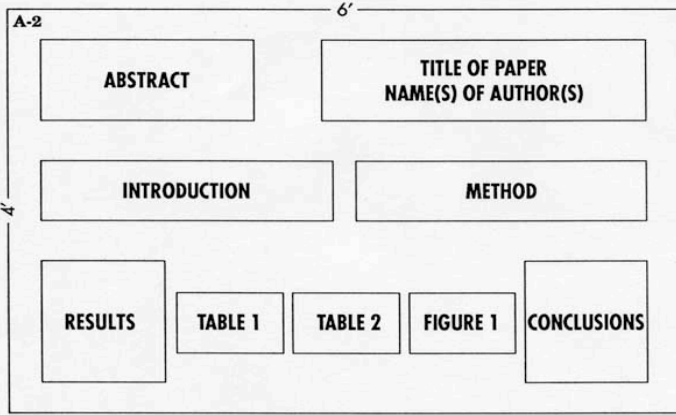 6′
A-2
ABSTRACT
TITLE OF PAPER
NAME(S) OF AUTHOR(S)
4′
INTRODUCTION
METHOD
RESULTS
TABLE 1
TABLE 2
FIGURE 1
CONCLUSIONS